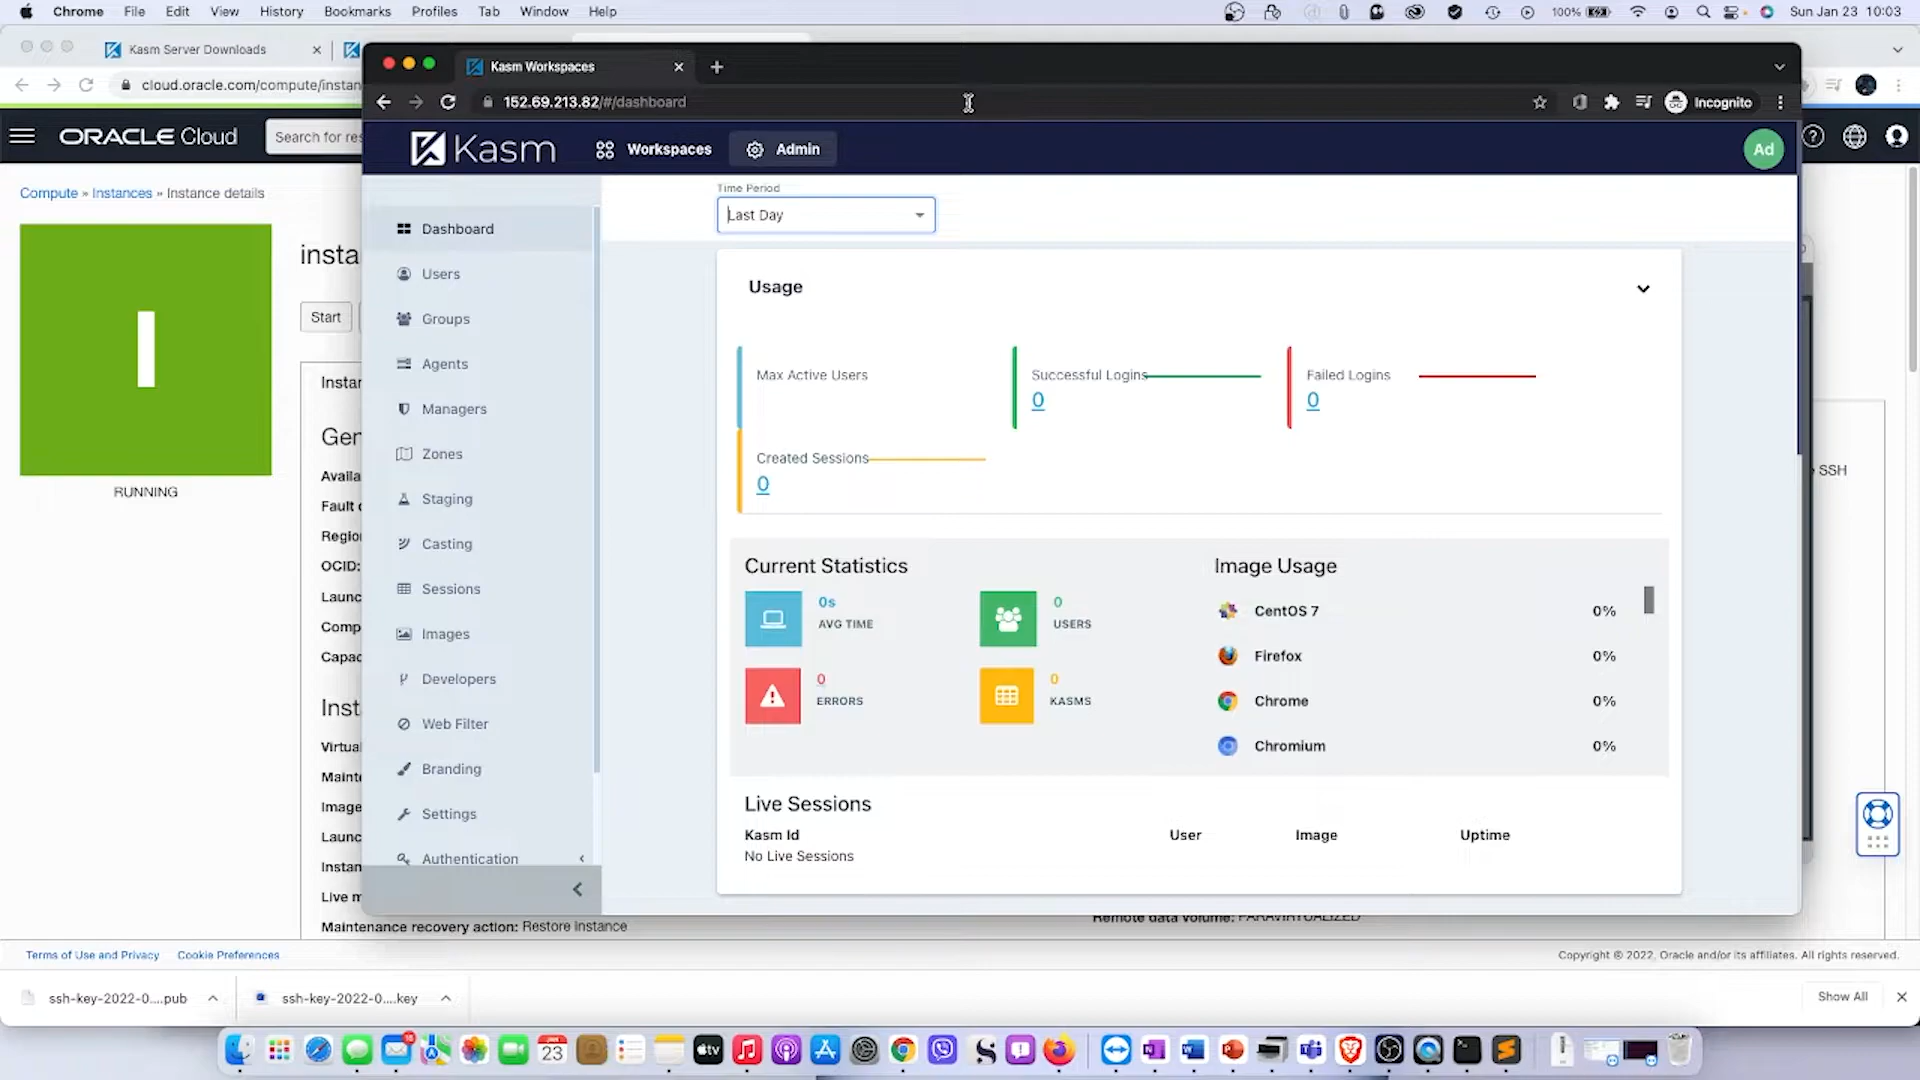 Chrome File Edit View History Bookmarks Profiles Tab Window Help 100% Sun Jan 23 10:03
Kasm Server Downloads
cloud.oracle.com/compute/instan
ORACLE Cloud
Search for res
Compute » Instances » Instance details
RUNNING
insta
Start
Instan
Gen
Availa
Fault d
Region
OCID:
Launc
Comp
Capac
Inst
Virtual
Mainte
Image
Launc
Instan
Live m
Maintenance recovery action: Restore instance
SSH
Remote data volume: PARAVIRTUALIZED
Kasm Workspaces
152.69.213.82/#/dashboard
Incognito
Kasm
Workspaces
Admin
Ad
Dashboard
Users
Groups
Agents
Managers
Zones
Staging
Casting
Sessions
Images
Developers
Web Filter
Branding
Settings
Authentication
Time Period
Last Day
Usage
Max Active Users
Successful Logins
0
Failed Logins
0
Created Sessions
0
Current Statistics
0s
AVG TIME
0
USERS
0
ERRORS
0
KASMS
Image Usage
CentOS 7 0%
Firefox 0%
Chrome 0%
Chromium 0%
Live Sessions
Kasm Id User Image Uptime
No Live Sessions
Terms of Use and Privacy Cookie Preferences
Copyright © 2022, Oracle and/or its affiliates. All rights reserved.
ssh-key-2022-0....pub
ssh-key-2022-0....key
Show All